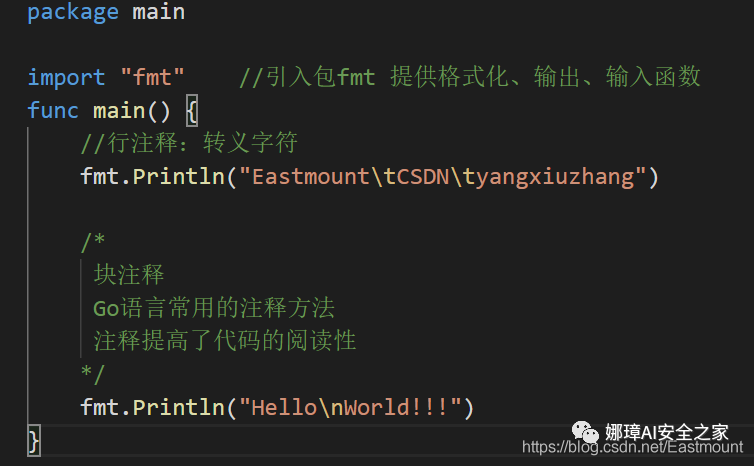 package main
import "fmt"    //引入包fmt 提供格式化、输出、输入函数
func main() {
    //行注释：转义字符
    fmt.Println("Eastmount\tCSDN\tyangxiuzhang")
    /*
     块注释
     Go语言常用的注释方法
     注释提高了代码的阅读性
    */
    fmt.Println("Hello\nWorld!!!")
}
娜璋AI安全之家
https://blog.csdn.net/Eastmount